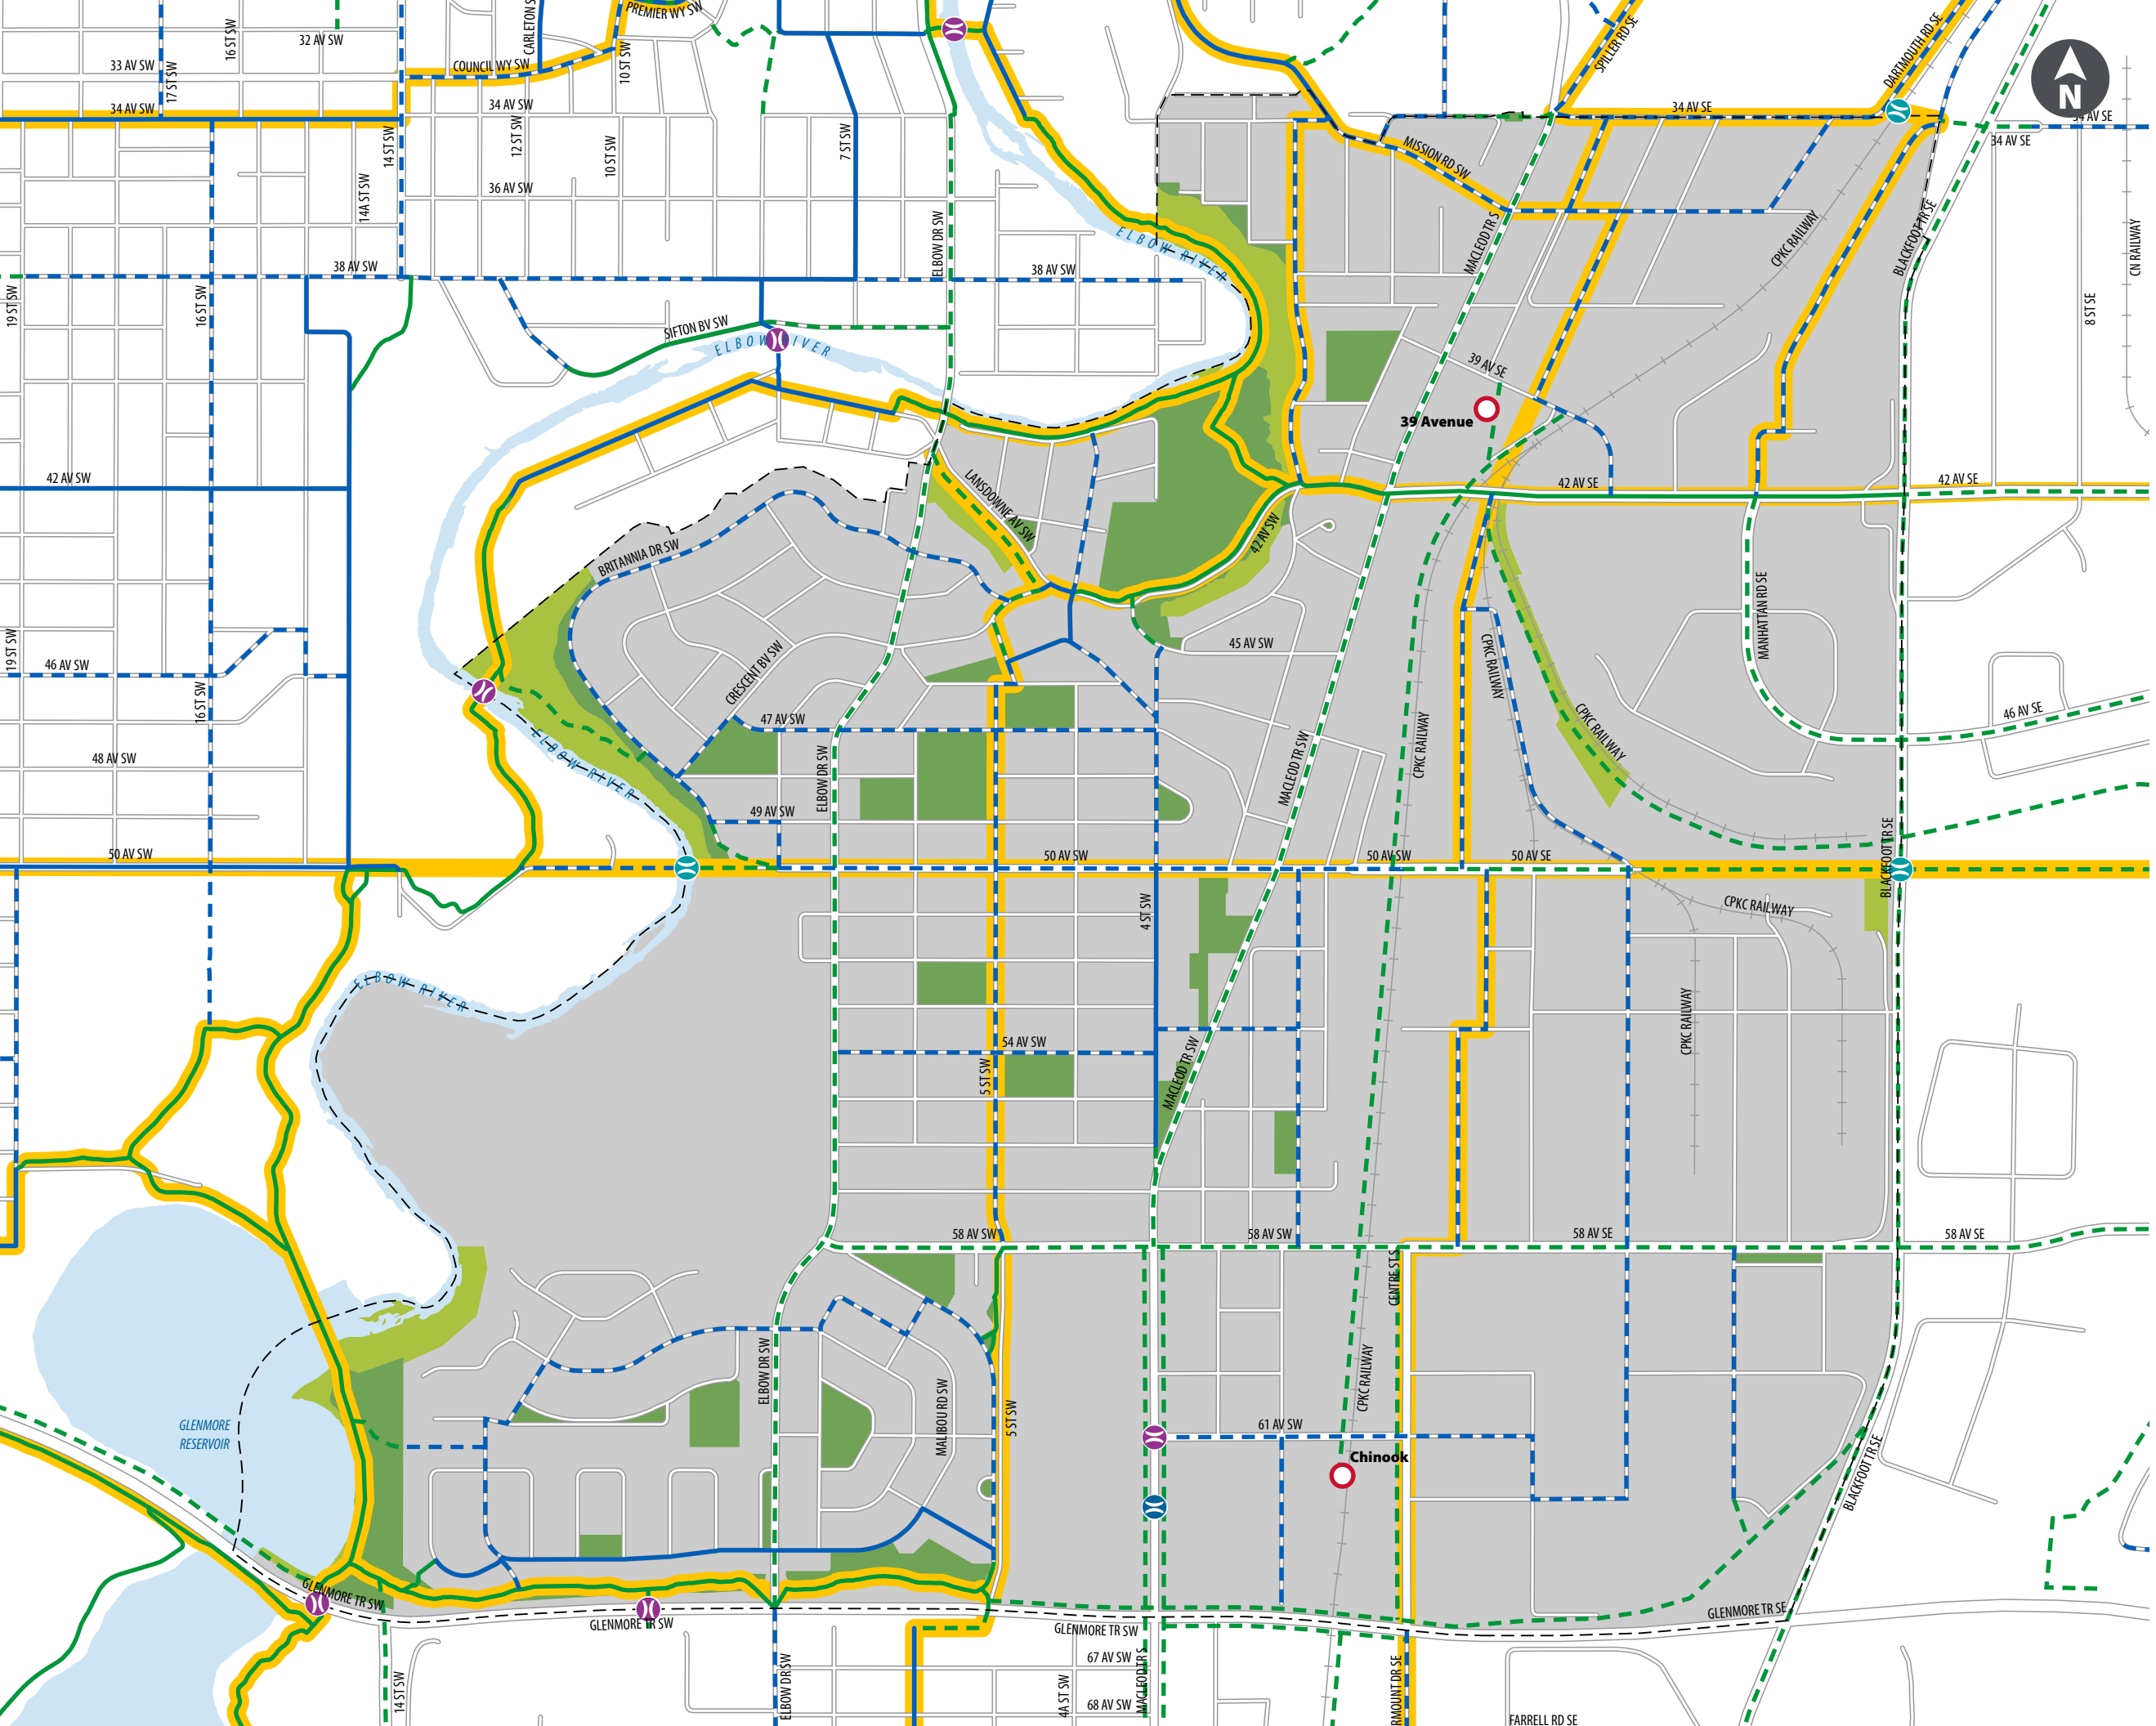 PREMIER WY SW
16 ST SW
32 AV SW
10 ST SW
SPILLER RD SE
DARTMOUTH RD SE
33 AV SW
17 ST SW
COUNCIL WY SW
N
34 AV SW
34 AV SW
34 AV SE
34 AV SE
14 ST SW
12 ST SW
10 ST SW
7 ST SW
MISSION RD SW
14A ST SW
36 AV SW
ELBOW DR SW
ELBOW RIVER
MACLEOD TR S
CPKC RAILWAY
BLACKFOOT TR SE
CN RAILWAY
38 AV SW
38 AV SW
19 ST SW
16 ST SW
8 ST SE
SIFTON BV SW
39 AV SE
39 Avenue
42 AV SW
LANSDOWNE AV SW
42 AV SE
42 AV SE
42 AV SW
BRITANNIA DR SW
MANHATTAN RD SE
19 ST SW
46 AV SW
45 AV SW
CPKC RAILWAY
CRESCENT BV SW
16 ST SW
47 AV SW
46 AV SE
CPKC RAILWAY
CPKC RAILWAY
ELBOW RIVER
48 AV SW
ELBOW DR SW
MACLEOD TR SW
49 AV SW
50 AV SW
50 AV SW
50 AV SW
50 AV SE
BLACKFOOT TR SE
4 ST SW
CPKC RAILWAY
ELBOW RIVER
CPKC RAILWAY
54 AV SW
5 ST SW
MACLEOD TR SW
58 AV SW
58 AV SW
58 AV SE
58 AV SE
CENTRE ST S
ELBOW DR SW
CPKC RAILWAY
MALIBOU RD SW
5 ST SW
GLENMORE
RESERVOIR
61 AV SW
Chinook
BLACKFOOT TR SE
GLENMORE TR SW
GLENMORE TR SW
GLENMORE TR SW
GLENMORE TR SE
14 ST SW
ELBOW DR SW
67 AV SW
4A ST SW
MACLEOD TR S
68 AV SW
FARRELL RD SE